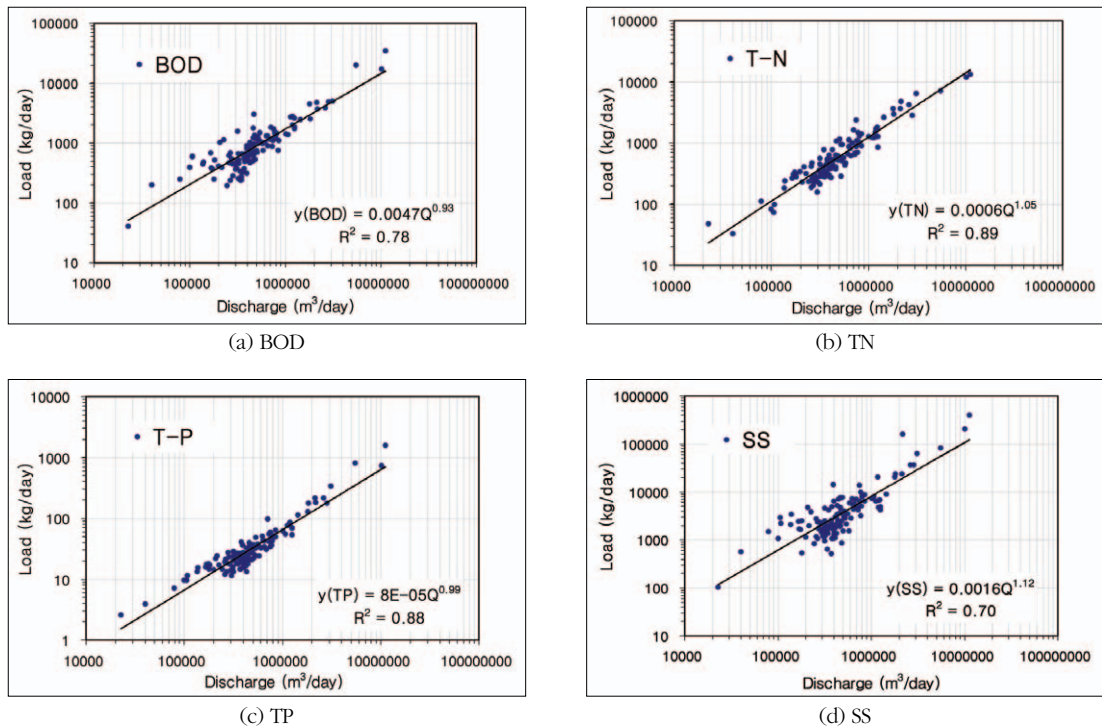 100000
10000
1000
100
10
Load (kg/day)
BOD
y(BOD) = 0.0047Q^0.93
R² = 0.78
10000 100000 1000000 10000000 100000000
Discharge (m³/day)
(a) BOD
100000
10000
1000
100
10
Load (kg/day)
T-N
y(TN) = 0.0006Q^1.05
R² = 0.89
10000 100000 1000000 10000000 100000000
Discharge (m³/day)
(b) TN
10000
1000
100
10
1
Load (kg/day)
T-P
y(TP) = 8E-05Q^0.99
R² = 0.88
10000 100000 1000000 10000000 100000000
Discharge (m³/day)
(c) TP
1000000
100000
10000
1000
100
10
Load (kg/day)
SS
y(SS) = 0.0016Q^1.12
R² = 0.70
10000 100000 1000000 10000000 100000000
Discharge (m³/day)
(d) SS